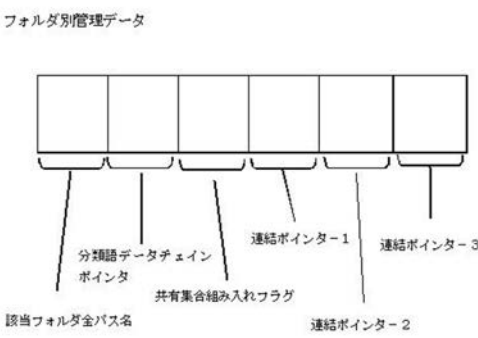 フォルダ別管理データ
連結ポインター1
連結ポインター3
分類語データチェイン
ポインタ
共有集合組み入れフラグ
該当フォルダ全パス名
連結ポインター2